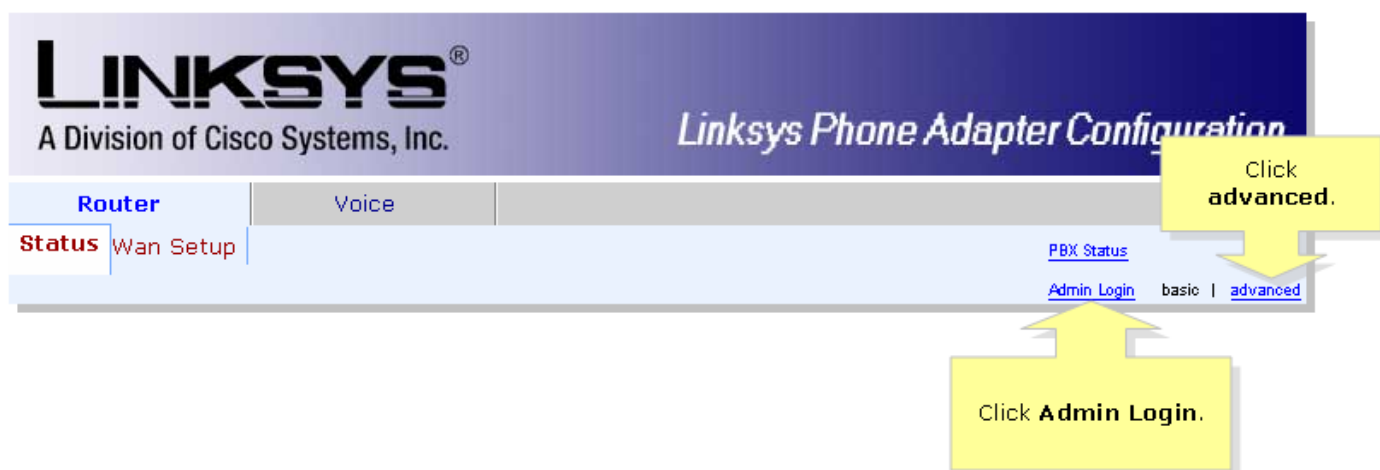 LINKSYS®
A Division of Cisco Systems, Inc.
Linksys Phone Adapter Configuration
Click
advanced.
Router Voice
Status Wan Setup
PBX Status
Admin Login basic | advanced
Click Admin Login.